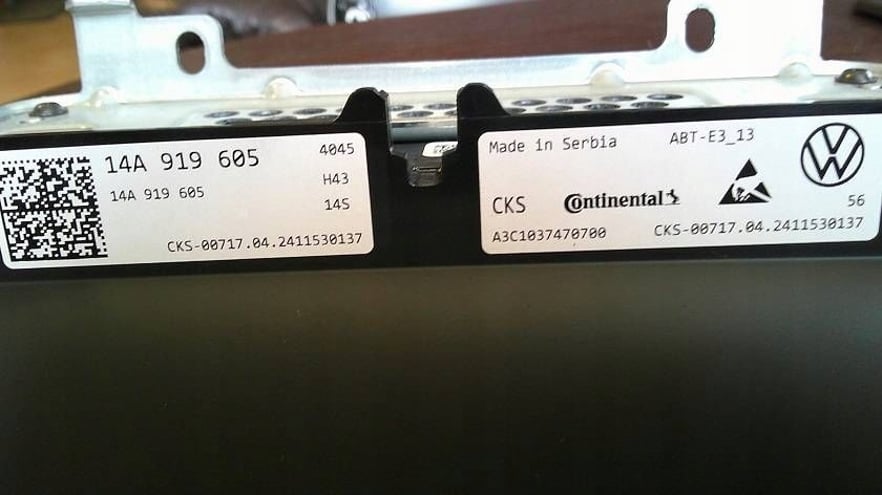 14A 919 605
4045
14A 919 605
H43
14S
CKS-00717.04.2411530137
Made in Serbia
ABT-E3_13
CKS
Continental
56
A3C1037470700
CKS-00717.04.2411530137